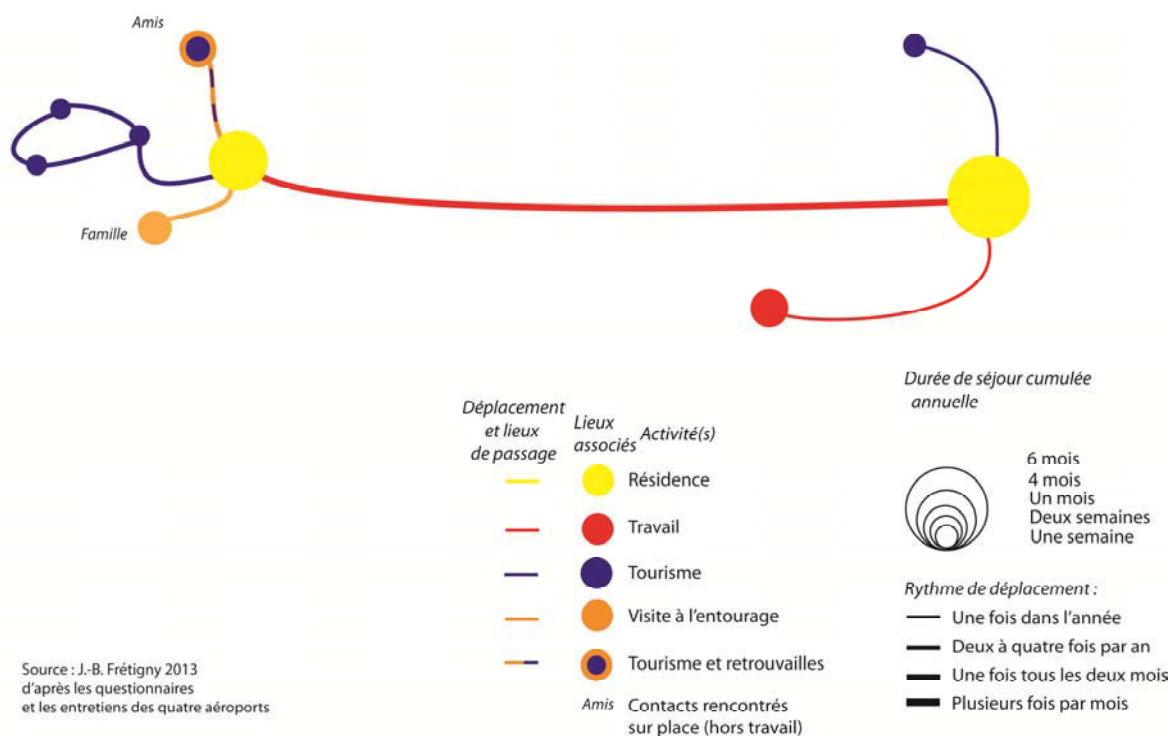 Amis
Famille
Déplacement
et lieux
de passage
Lieux
associés
Activité(s)
Résidence
Travail
Tourisme
Visite à l'entourage
Tourisme et retrouvailles
Amis
Contacts rencontrés
sur place (hors travail)
Durée de séjour cumulée
annuelle
6 mois
4 mois
Un mois
Deux semaines
Une semaine
Rythme de déplacement :
Une fois dans l'année
Deux à quatre fois par an
Une fois tous les deux mois
Plusieurs fois par mois
Source : J.-B. Frétigny 2013
d'après les questionnaires
et les entretiens des quatre aéroports